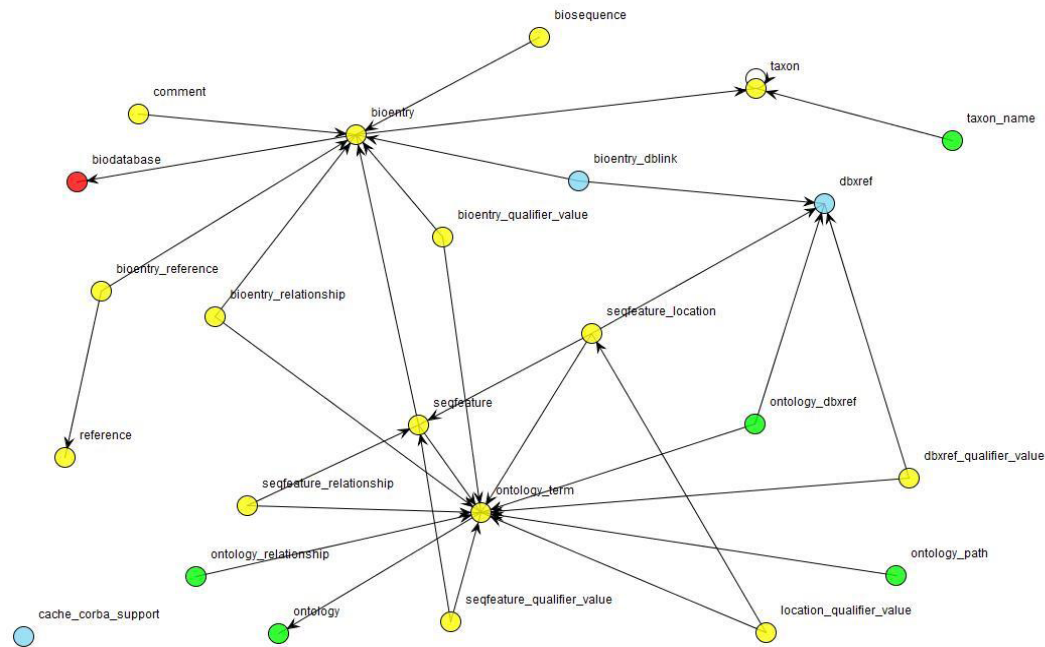 biosequence
taxon
comment
bioentry
taxon_name
biodatabase
bioentry_dblink
dbxref
bioentry_qualifier_value
bioentry_reference
bioentry_relationship
seqfeature_location
seqfeature
ontology_dbxref
reference
dbxref_qualifier_value
seqfeature_relationship
ontology_term
ontology_relationship
ontology_path
seqfeature_qualifier_value
ontology
location_qualifier_value
cache_corba_support